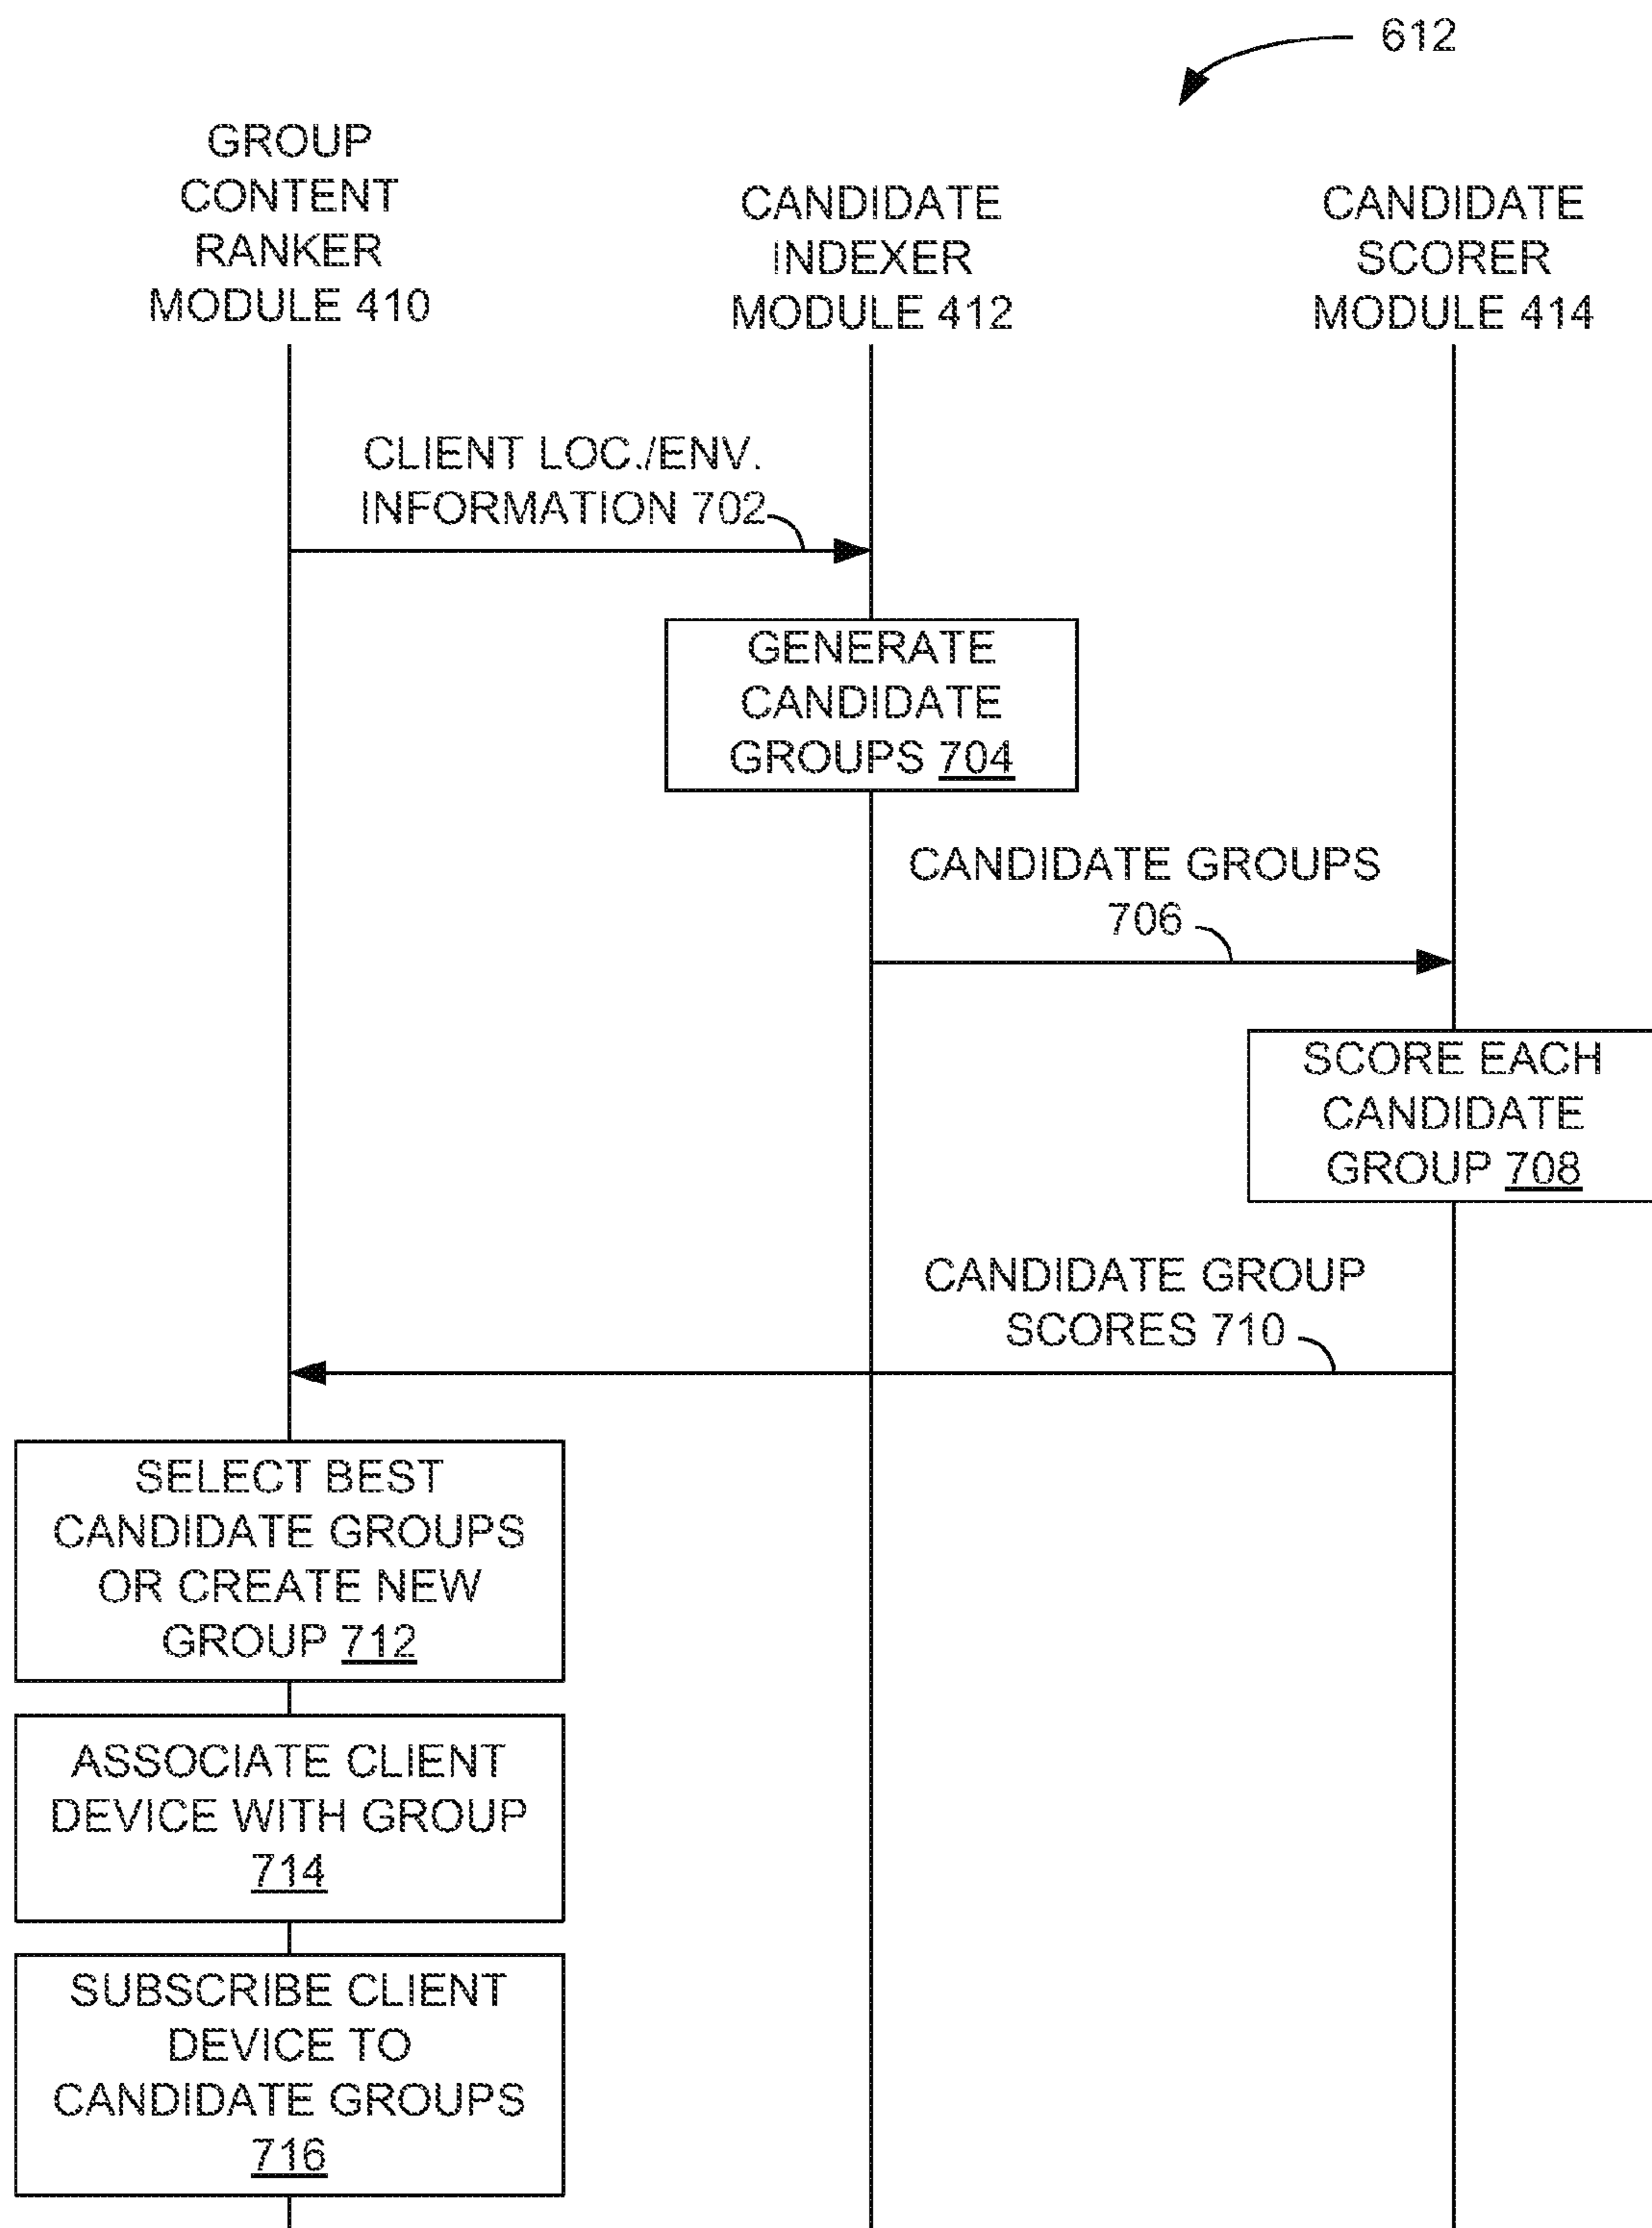 612
GROUP
CONTENT
RANKER
MODULE 410
CANDIDATE
INDEXER
MODULE 412
CANDIDATE
SCORER
MODULE 414
CLIENT LOC./ENV.
INFORMATION 702
GENERATE
CANDIDATE
GROUPS 704
CANDIDATE GROUPS
706
SCORE EACH
CANDIDATE
GROUP 708
CANDIDATE GROUP
SCORES 710
SELECT BEST
CANDIDATE GROUPS
OR CREATE NEW
GROUP 712
ASSOCIATE CLIENT
DEVICE WITH GROUP
714
SUBSCRIBE CLIENT
DEVICE TO
CANDIDATE GROUPS
716